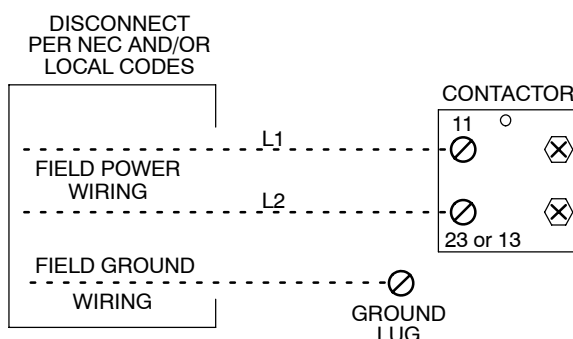 DISCONNECT
PER NEC AND/OR
LOCAL CODES
CONTACTOR
11
L1
FIELD POWER
WIRING
L2
23 or 13
FIELD GROUND
WIRING
GROUND
LUG